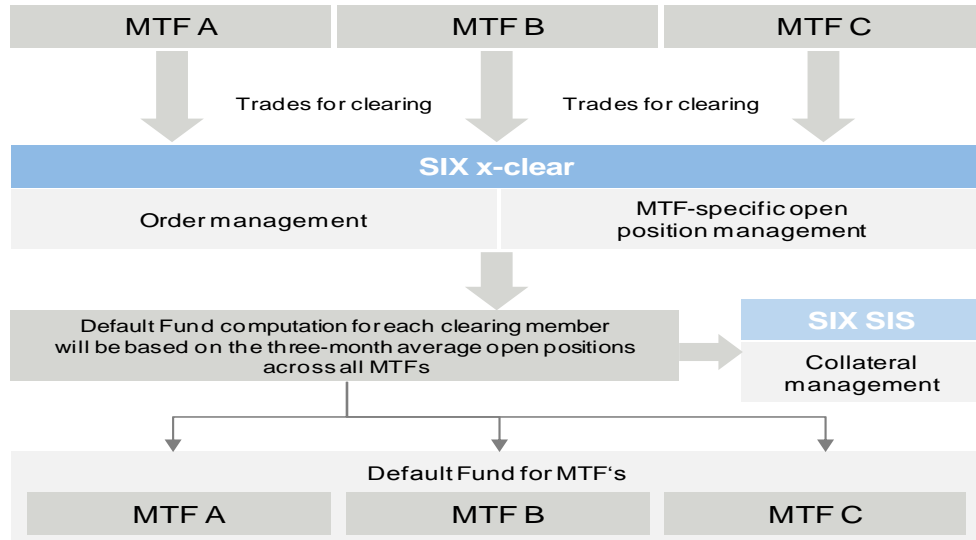 MTF A
MTF B
MTF C
Trades for clearing
Trades for clearing
SIX x-clear
Order management
MTF-specific open
position management
Default Fund computation for each clearing member
will be based on the three-month average open positions
across all MTFs
SIX SIS
Collateral
management
Default Fund for MTF‘s
MTF A
MTF B
MTF C